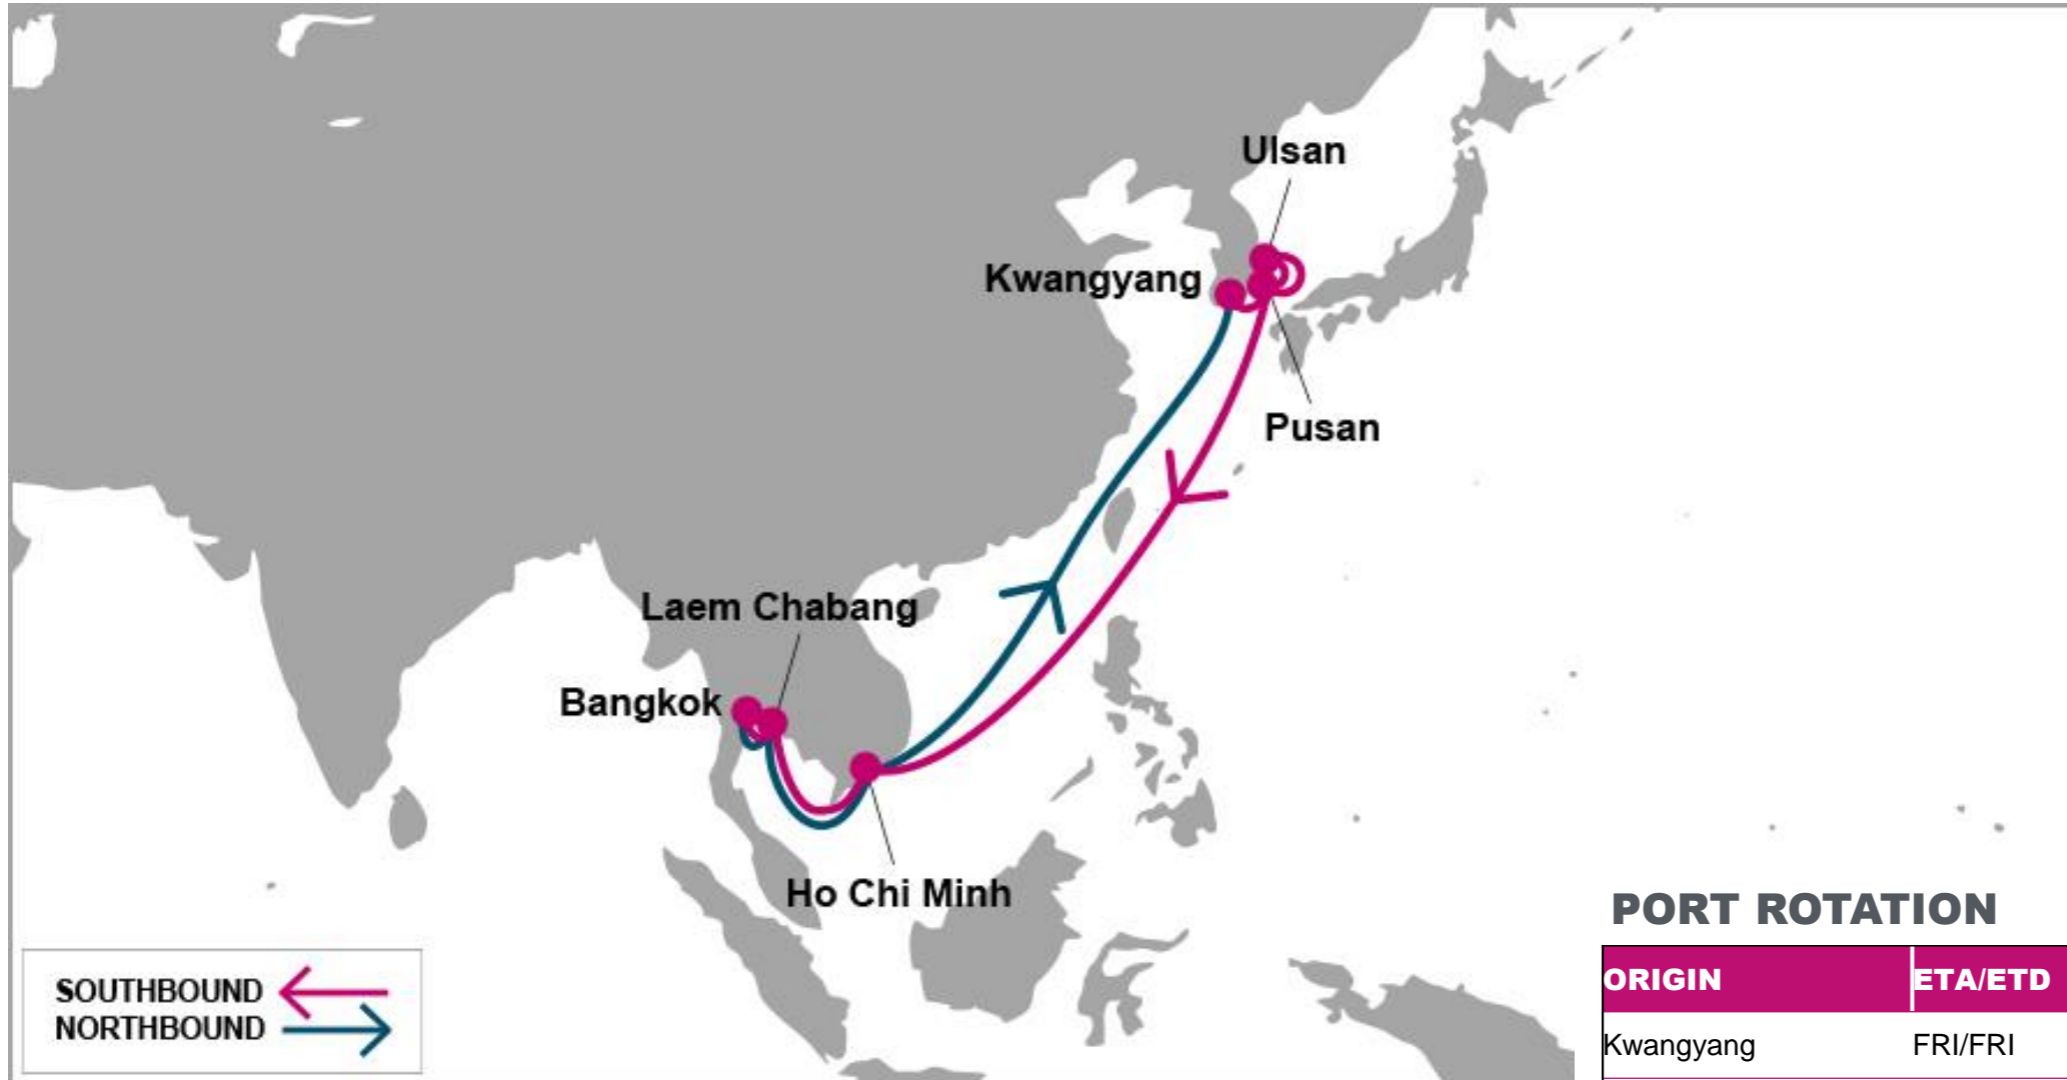 Ulsan
Kwangyang
Pusan
Laem Chabang
Bangkok
Ho Chi Minh
SOUTHBOUND
NORTHBOUND
PORT ROTATION
ORIGIN ETA/ETD
Kwangyang FRI/FRI